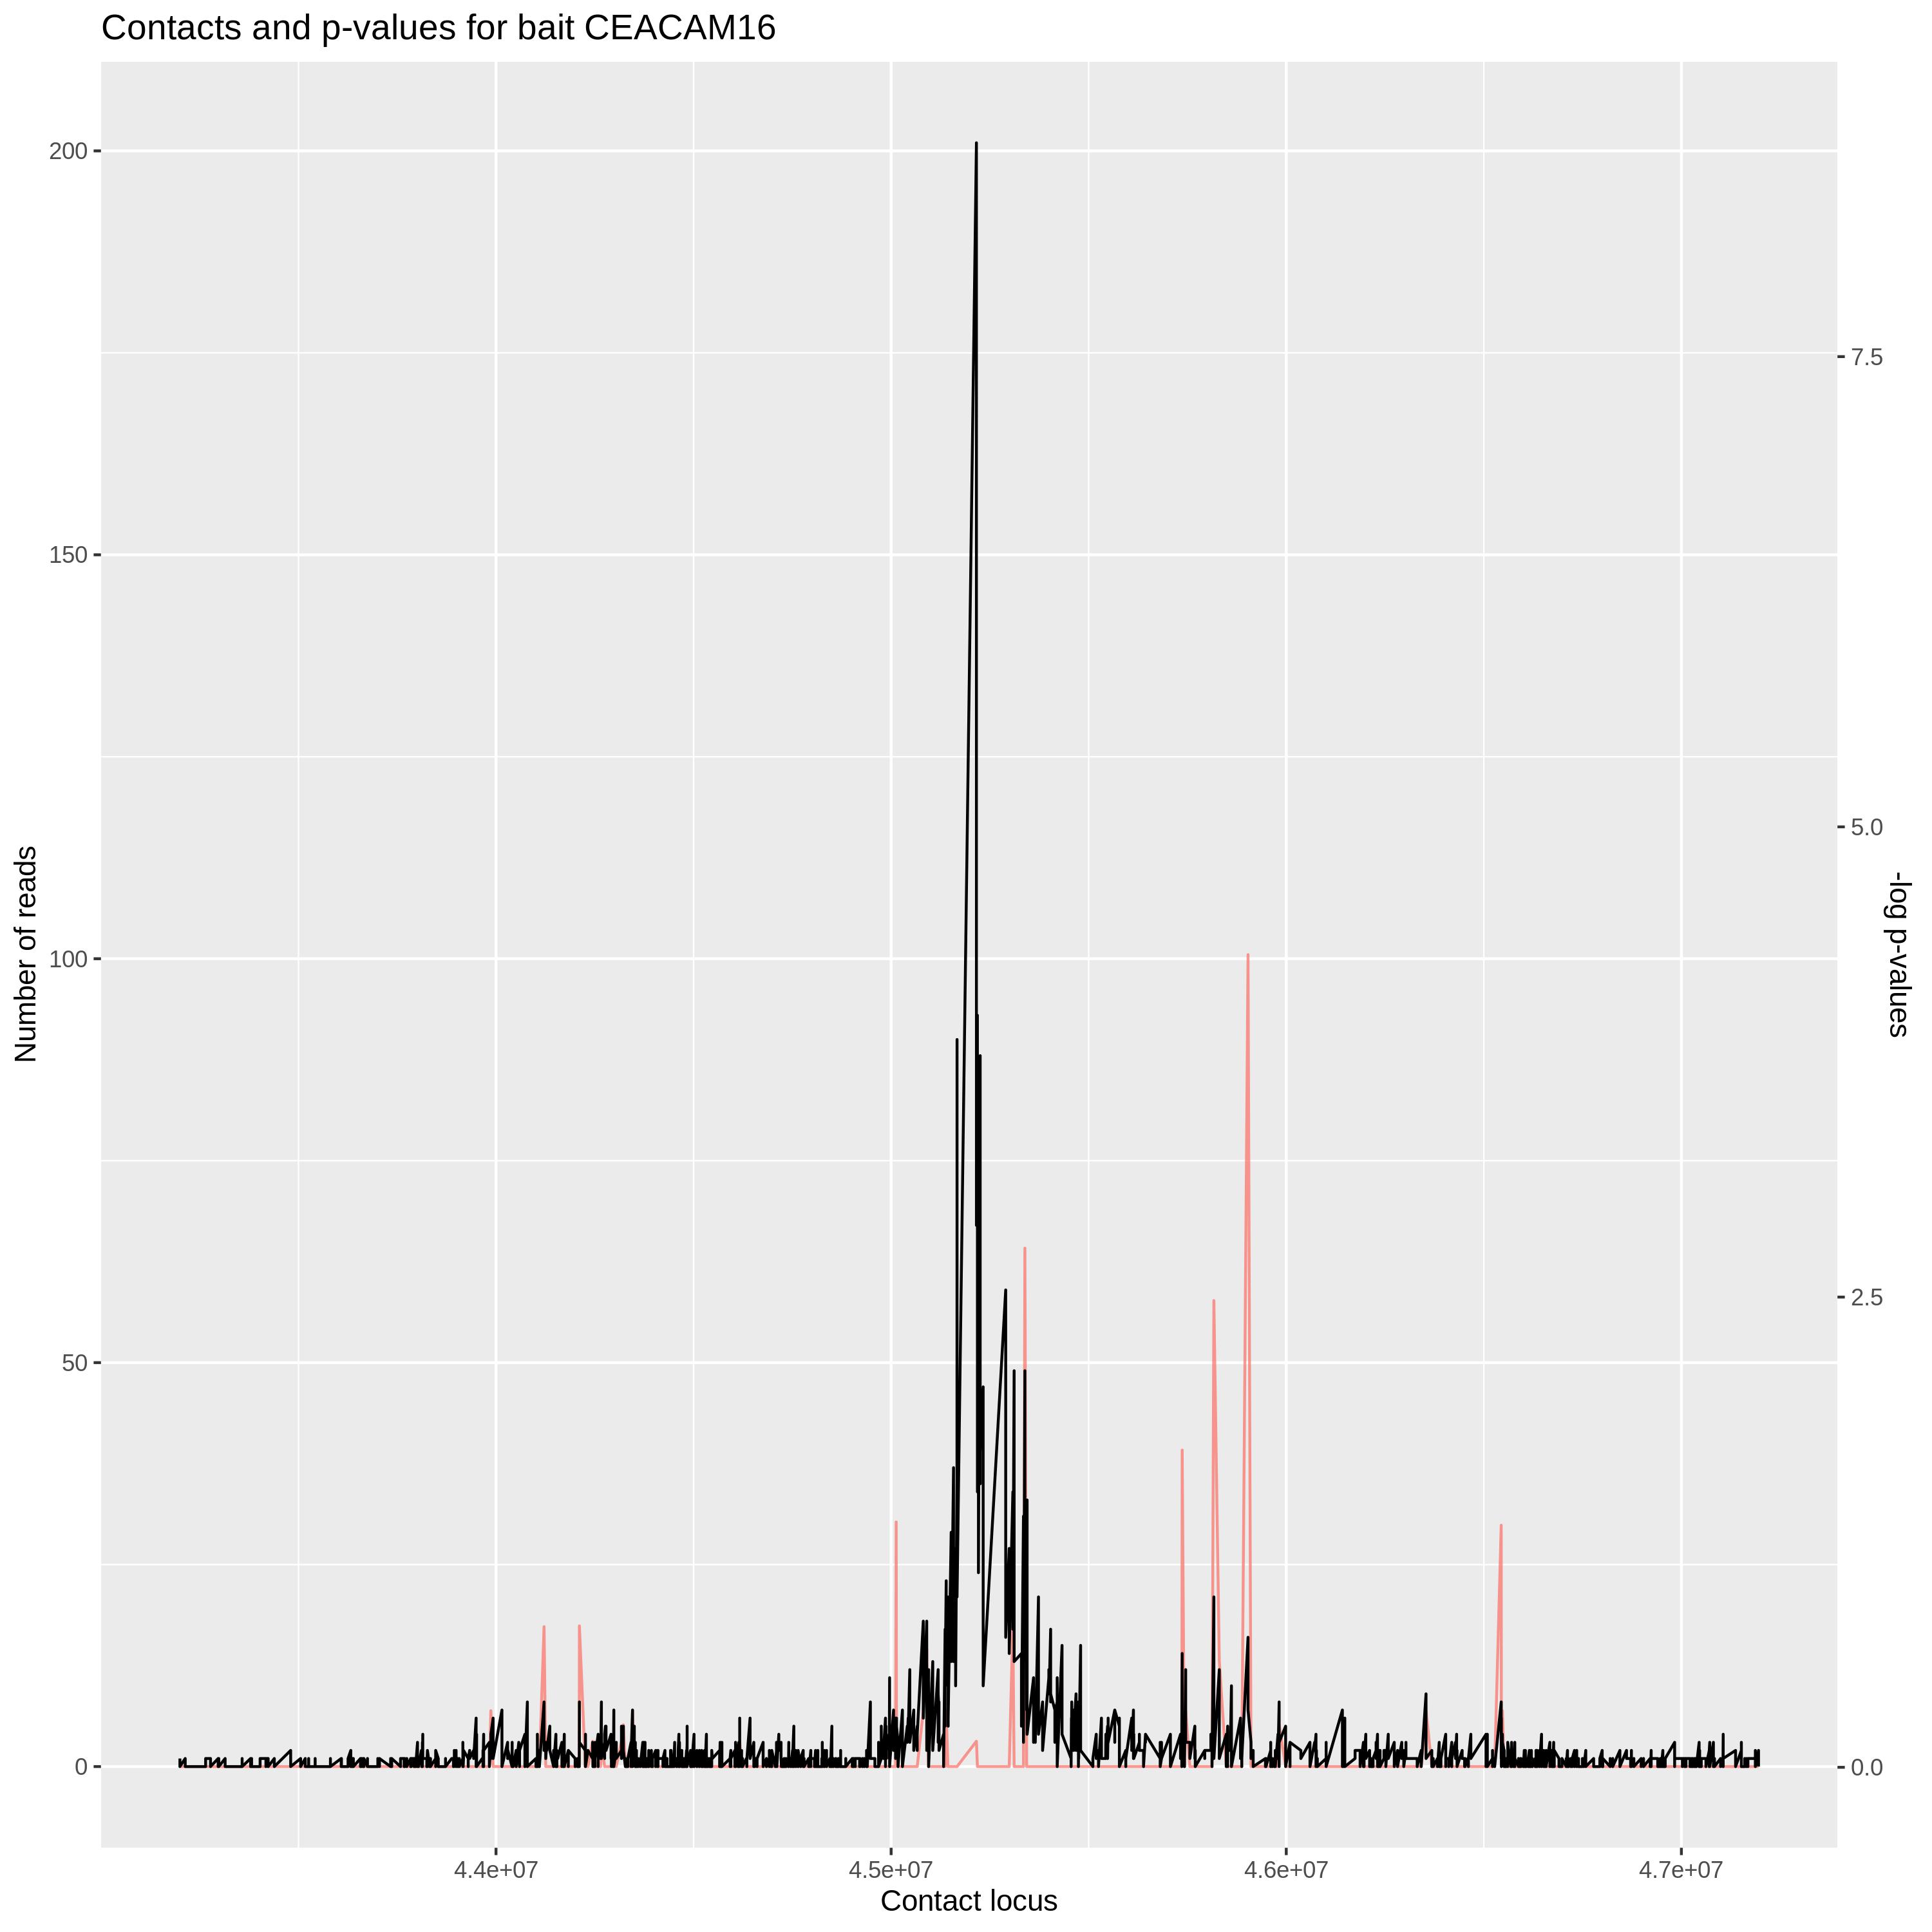 Contacts and p-values for bait CEACAM16
200
150
100
50
0
Number of reads
7.5
5.0
2.5
0.0
-log p-values
4.4e+07
4.5e+07
4.6e+07
4.7e+07
Contact locus